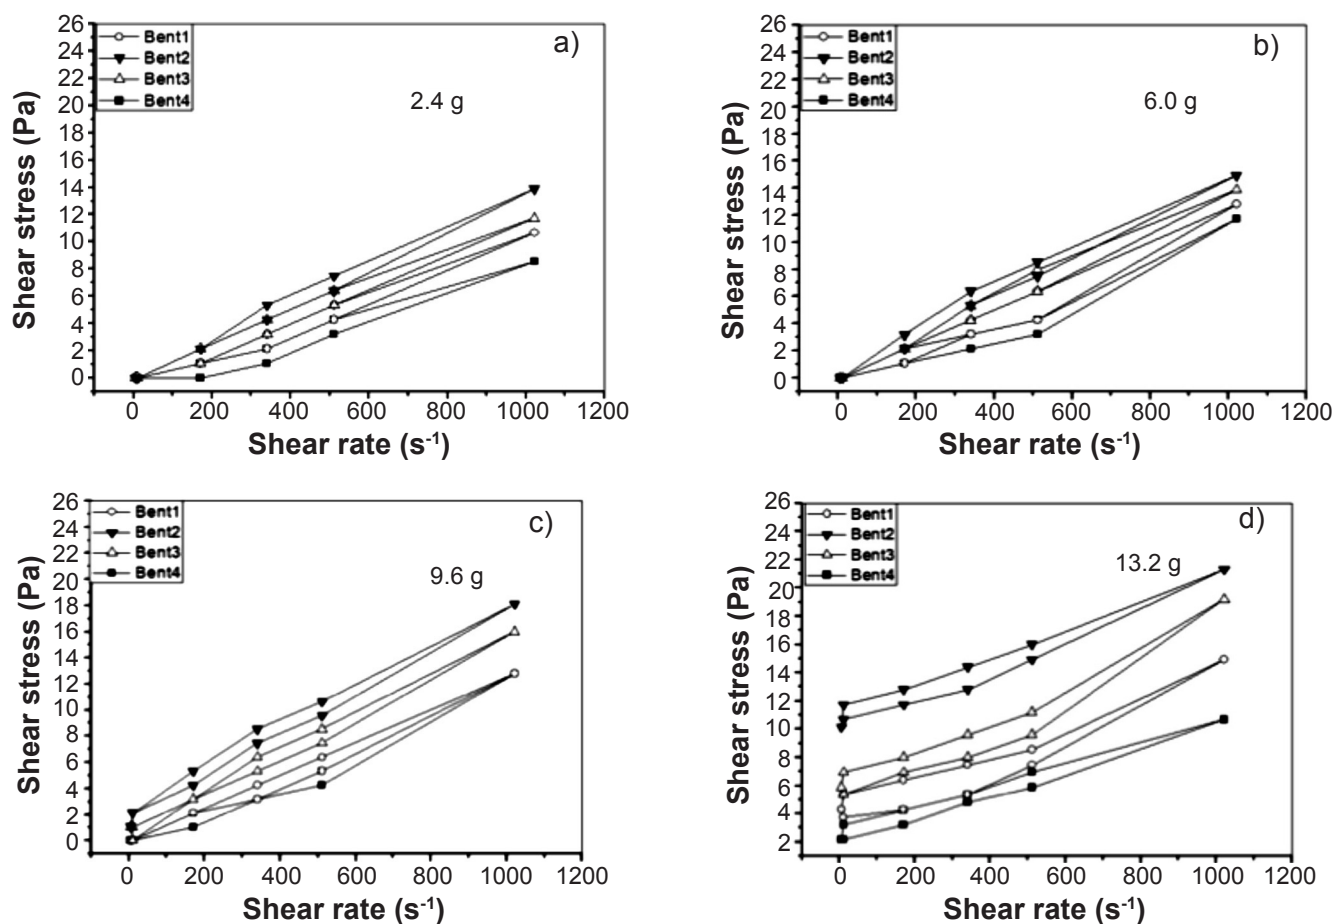 26
24
22
20
18
16
14
12
10
8
6
4
2
0
Shear stress (Pa)
Bent1
Bent2
Bent3
Bent4
a)
2.4 g
0 200 400 600 800 1000 1200
Shear rate (s-1)
26
24
22
20
18
16
14
12
10
8
6
4
2
0
Shear stress (Pa)
Bent1
Bent2
Bent3
Bent4
b)
6.0 g
0 200 400 600 800 1000 1200
Shear rate (s-1)
26
24
22
20
18
16
14
12
10
8
6
4
2
0
Shear stress (Pa)
Bent1
Bent2
Bent3
Bent4
c)
9.6 g
0 200 400 600 800 1000 1200
Shear rate (s-1)
26
24
22
20
18
16
14
12
10
8
6
4
2
Shear stress (Pa)
Bent1
Bent2
Bent3
Bent4
d)
13.2 g
0 200 400 600 800 1000 1200
Shear rate (s-1)